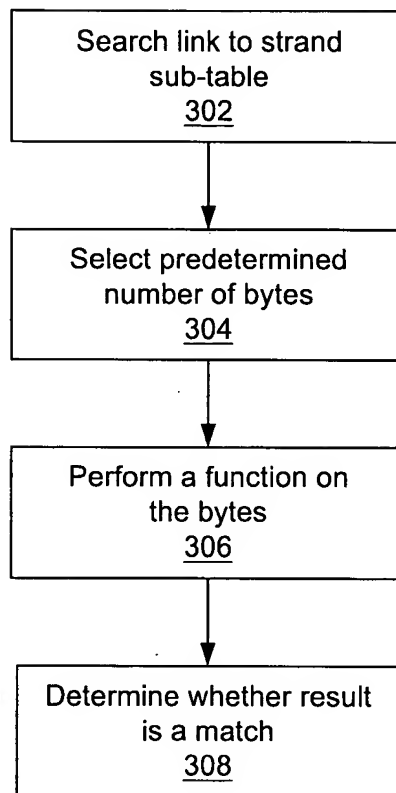 Search link to strand
sub-table
302
Select predetermined
number of bytes
304
Perform a function on
the bytes
306
Determine whether result
is a match
308